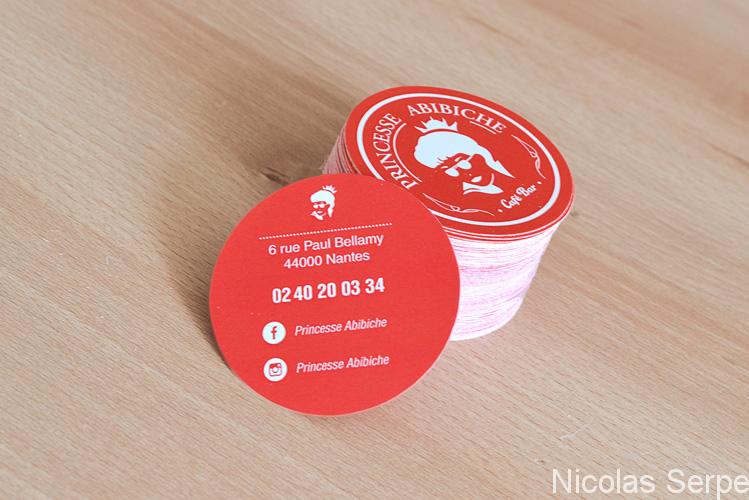 PRINCESSE ABIBICHE
Café Bar
6 rue Paul Bellamy
44000 Nantes
02 40 20 03 34
Princesse Abibiche
Princesse Abibiche
Nicolas Serpe